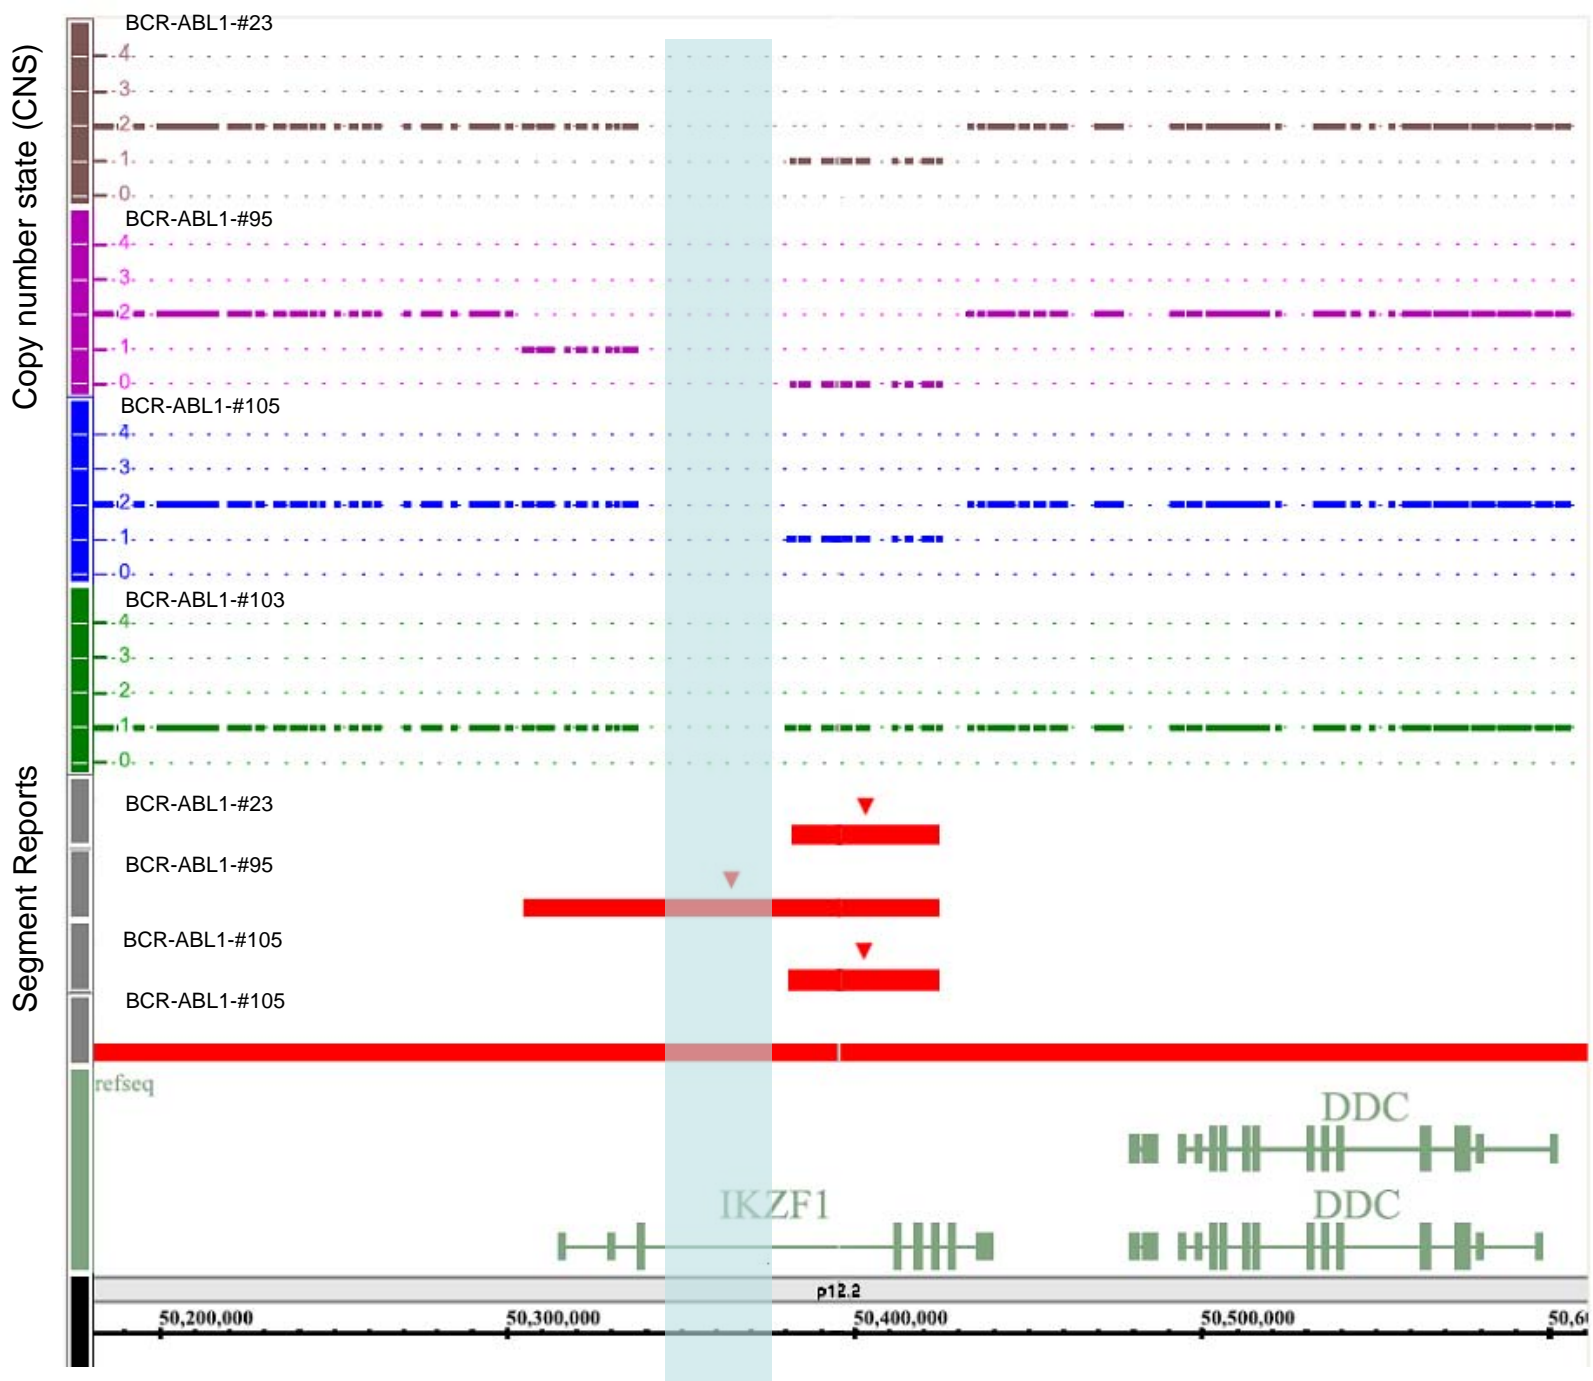 Copy number state (CNS)
BCR-ABL1-#23
4
3
2
1
0
BCR-ABL1-#95
4
3
2
1
0
BCR-ABL1-#105
4
3
2
1
0
BCR-ABL1-#103
4
3
2
1
0
Segment Reports
BCR-ABL1-#23
BCR-ABL1-#95
BCR-ABL1-#105
BCR-ABL1-#105
refseq
DDC
IKZF1 DDC
p12.2
50,200,000 50,300,000 50,400,000 50,500,000 50,6